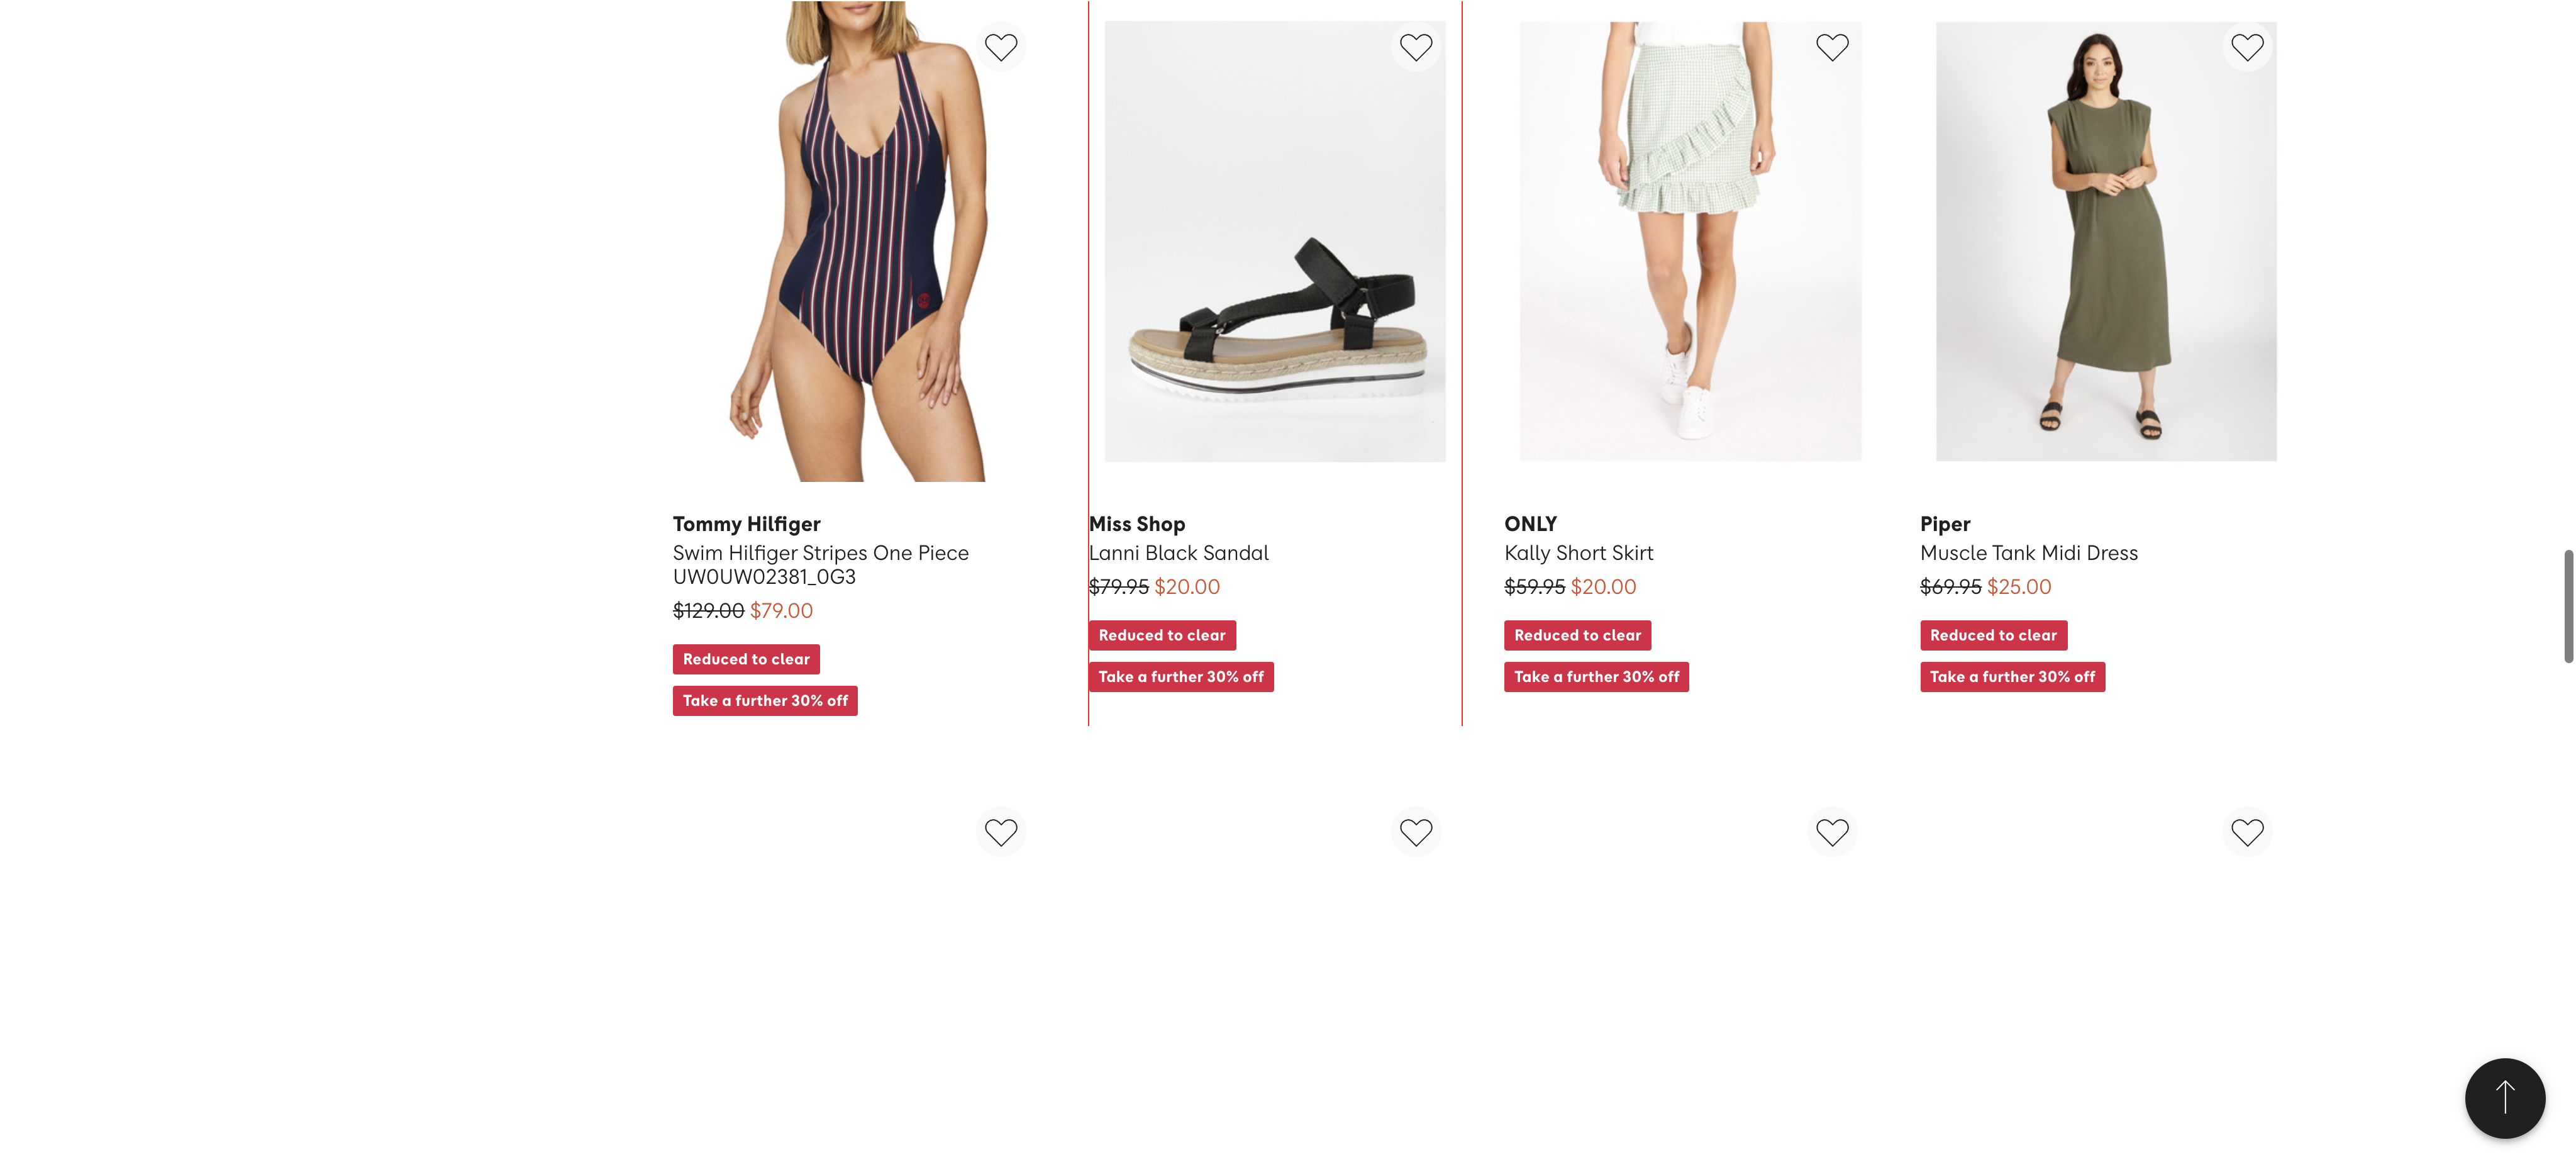 Tommy Hilfiger
Swim Hilfiger Stripes One Piece
UW0UW02381_0G3
$129.00 $79.00
Reduced to clear
Take a further 30% off
Miss Shop
Lanni Black Sandal
$79.95 $20.00
Reduced to clear
Take a further 30% off
ONLY
Kally Short Skirt
$59.95 $20.00
Reduced to clear
Take a further 30% off
Piper
Muscle Tank Midi Dress
$69.95 $25.00
Reduced to clear
Take a further 30% off